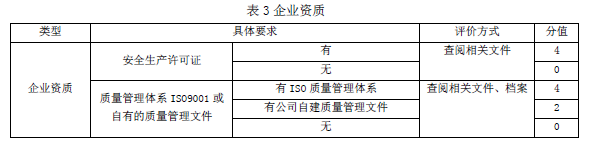 表 3 企业资质
类型 具体要求 评价方式 分值
企业资质 安全生产许可证 有 查阅相关文件 4
无 0
质量管理体系 ISO9001 或自有的质量管理文件 有 ISO 质量管理体系 查阅相关文件、档案 4
有公司自建质量管理文件 2
无 0